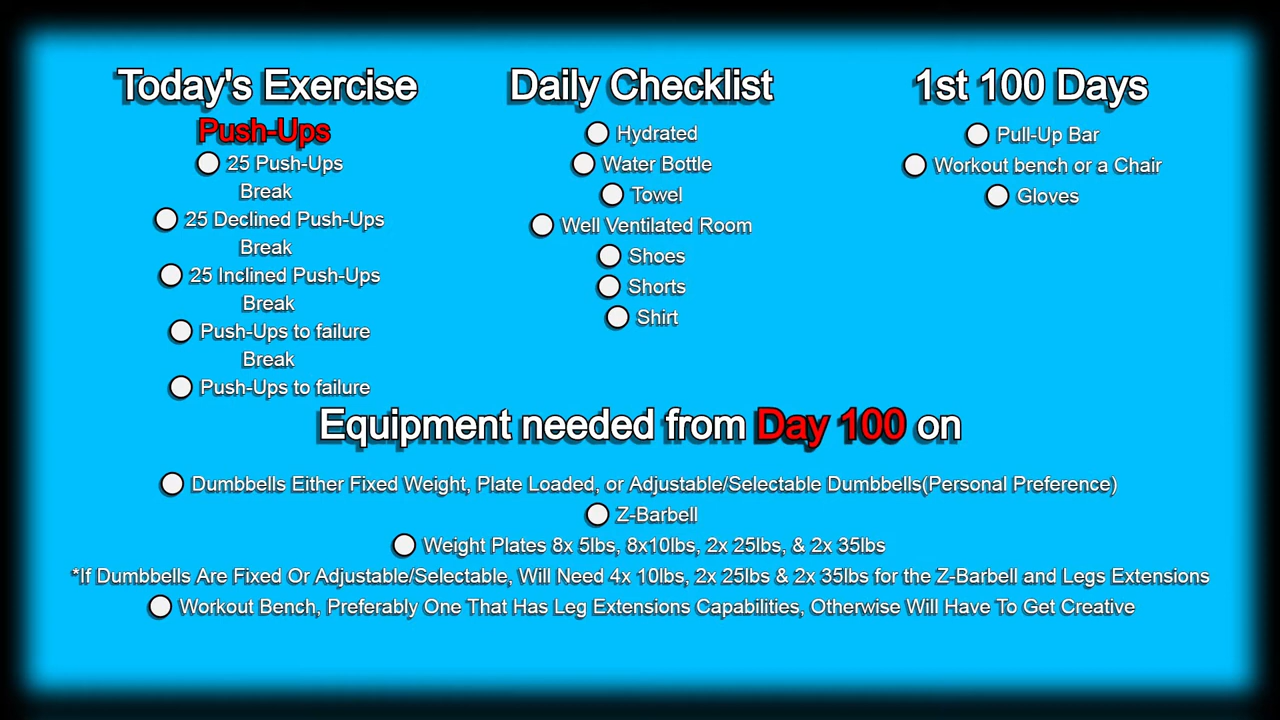 Today's Exercise
Push-Ups
25 Push-Ups
Break
25 Declined Push-Ups
Break
25 Inclined Push-Ups
Break
Push-Ups to failure
Break
Push-Ups to failure
Daily Checklist
Hydrated
Water Bottle
Towel
Well Ventilated Room
Shoes
Shorts
Shirt
1st 100 Days
Pull-Up Bar
Workout bench or a Chair
Gloves
Equipment needed from Day 100 on
Dumbbells Either Fixed Weight, Plate Loaded, or Adjustable/Selectable Dumbbells(Personal Preference)
Z-Barbell
Weight Plates 8x 5lbs, 8x10lbs, 2x 25lbs, & 2x 35lbs
*If Dumbbells Are Fixed Or Adjustable/Selectable, Will Need 4x 10lbs, 2x 25lbs & 2x 35lbs for the Z-Barbell and Legs Extensions
Workout Bench, Preferably One That Has Leg Extensions Capabilities, Otherwise Will Have To Get Creative